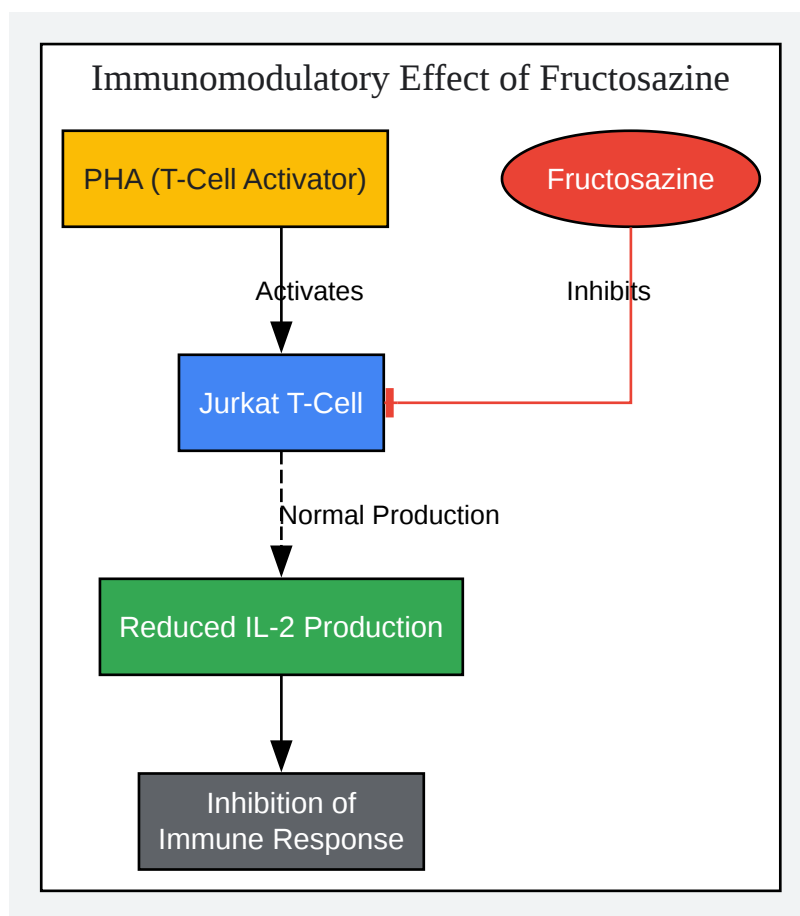 Immunomodulatory Effect of Fructosazine
PHA (T-Cell Activator)
Fructosazine
Activates
Inhibits
Jurkat T-Cell
Normal Production
Reduced IL-2 Production
Inhibition of
Immune Response